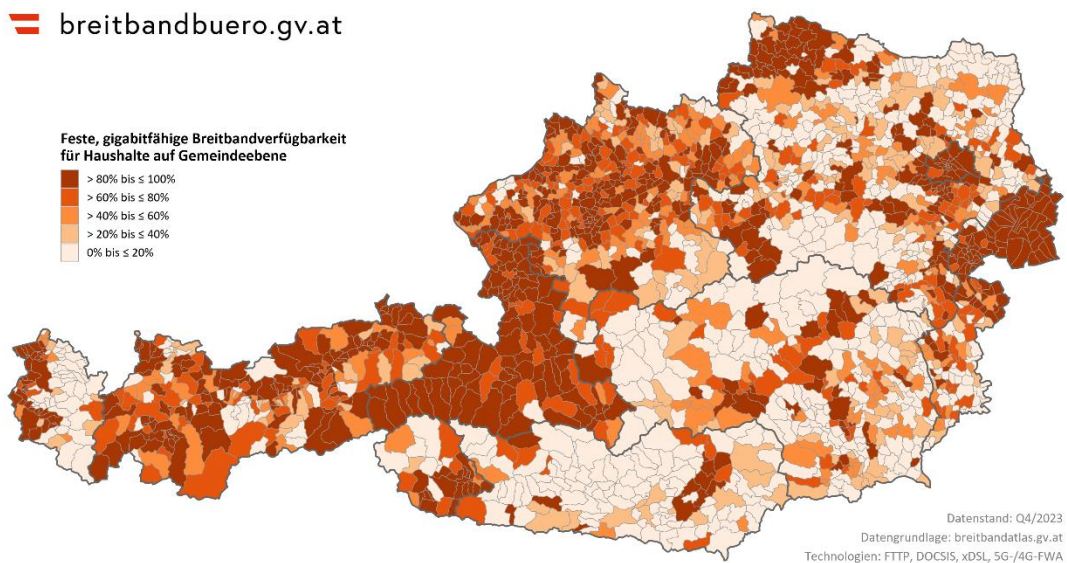 breitbandbuero.gv.at
Feste, gigabitfähige Breitbandverfügbarkeit
für Haushalte auf Gemeindeebene
> 80% bis ≤ 100%
> 60% bis ≤ 80%
> 40% bis ≤ 60%
> 20% bis ≤ 40%
0% bis ≤ 20%
Datenstand: Q4/2023
Datengrundlage: breitbandatlas.gv.at
Technologien: FTTP, DOCSIS, xDSL, 5G-/4G-FWA